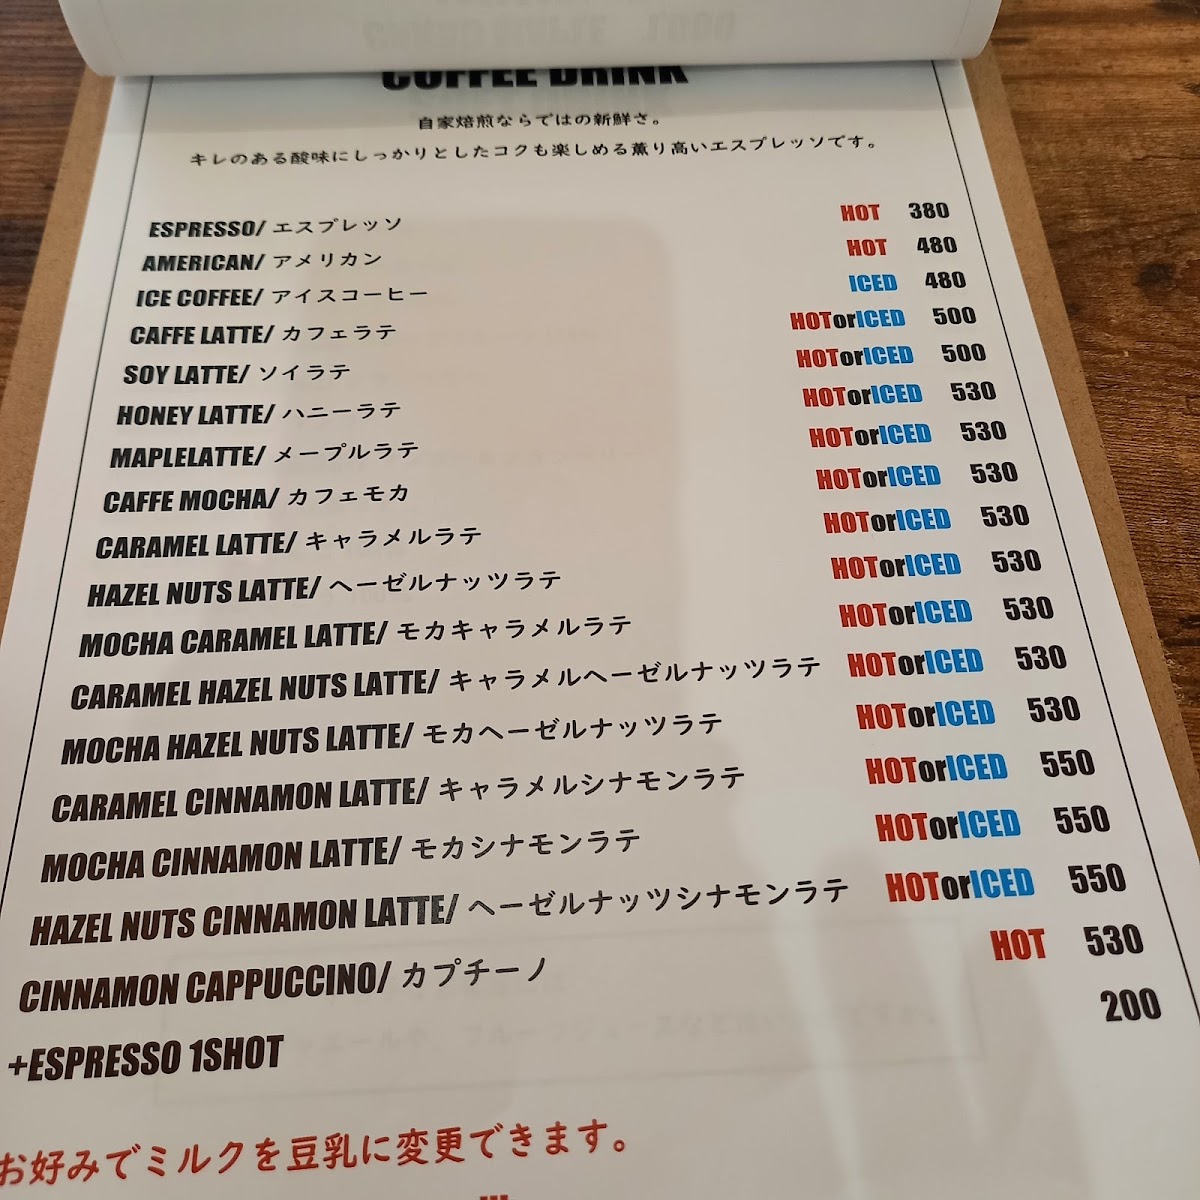 COFFEE DRINK
自家焙煎ならではの新鮮さ。
キレのある酸味にしっかりとしたコクも楽しめる薫り高いエスプレッソです。
ESPRESSO/ エスプレッソ HOT 380
AMERICAN/ アメリカン HOT 480
ICE COFFEE/ アイスコーヒー ICED 480
CAFFE LATTE/ カフェラテ HOTorICED 500
SOY LATTE/ ソイラテ HOTorICED 500
HONEY LATTE/ ハニーラテ HOTorICED 530
MAPLELATTE/ メープルラテ HOTorICED 530
CAFFE MOCHA/ カフェモカ HOTorICED 530
CARAMEL LATTE/ キャラメルラテ HOTorICED 530
HAZEL NUTS LATTE/ ヘーゼルナッツラテ HOTorICED 530
MOCHA CARAMEL LATTE/ モカキャラメルラテ HOTorICED 530
CARAMEL HAZEL NUTS LATTE/ キャラメルヘーゼルナッツラテ HOTorICED 530
MOCHA HAZEL NUTS LATTE/ モカヘーゼルナッツラテ HOTorICED 530
CARAMEL CINNAMON LATTE/ キャラメルシナモンラテ HOTorICED 550
MOCHA CINNAMON LATTE/ モカシナモンラテ HOTorICED 550
HAZEL NUTS CINNAMON LATTE/ ヘーゼルナッツシナモンラテ HOTorICED 550
CINNAMON CAPPUCCINO/ カプチーノ HOT 530
+ESPRESSO 1SHOT 200
お好みでミルクを豆乳に変更できます。